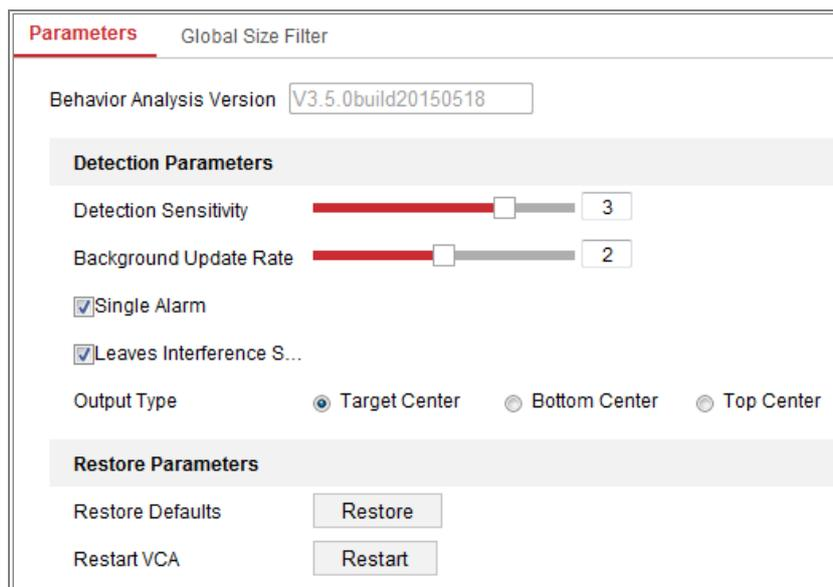 Parameters Global Size Filter
Behavior Analysis Version V3.5.0build20150518
Detection Parameters
Detection Sensitivity 3
Background Update Rate 2
Single Alarm
Leaves Interference S...
Output Type Target Center Bottom Center Top Center
Restore Parameters
Restore Defaults Restore
Restart VCA Restart